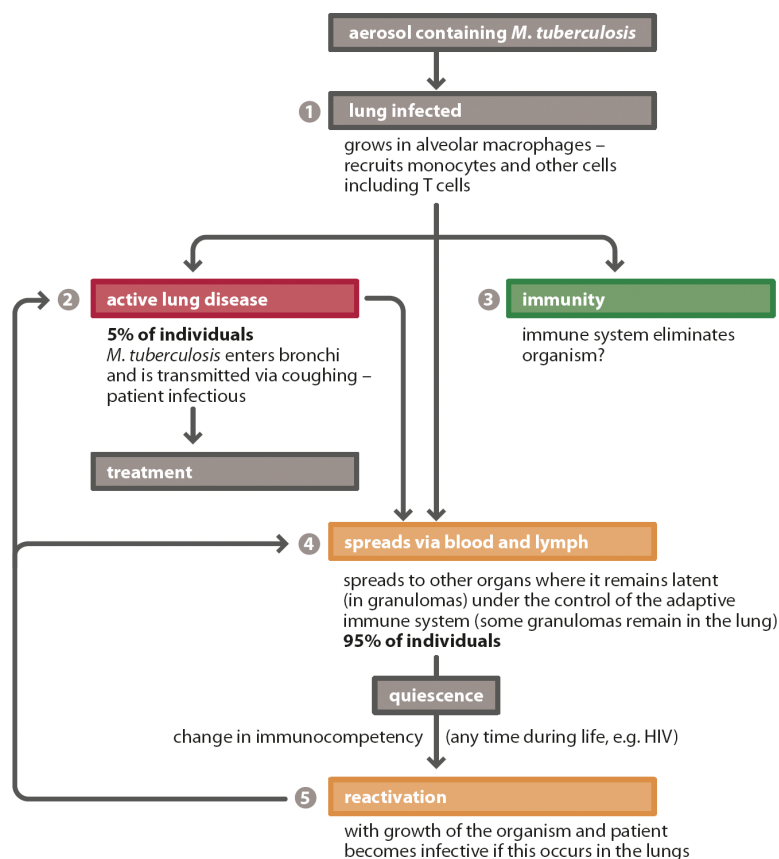 aerosol containing M. tuberculosis
1
lung infected
grows in alveolar macrophages –
recruits monocytes and other cells
including T cells
2
active lung disease
5% of individuals
M. tuberculosis enters bronchi
and is transmitted via coughing –
patient infectious
treatment
3
immunity
immune system eliminates
organism?
4
spreads via blood and lymph
spreads to other organs where it remains latent
(in granulomas) under the control of the adaptive
immune system (some granulomas remain in the lung)
95% of individuals
quiescence
change in immunocompetency
(any time during life, e.g. HIV)
5
reactivation
with growth of the organism and patient
becomes infective if this occurs in the lungs